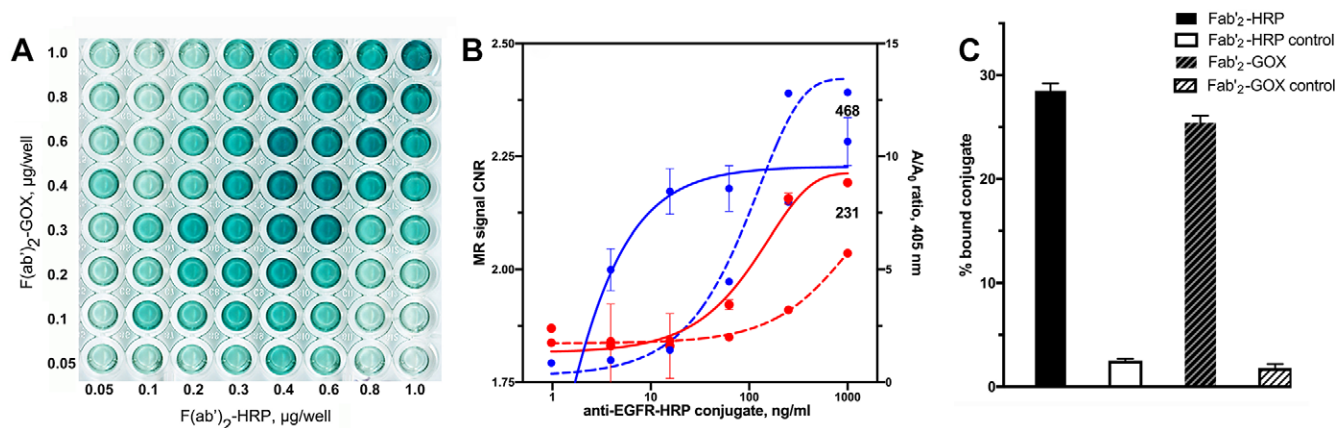 A
F(ab')2-GOX, µg/well
1.0
0.8
0.6
0.4
0.3
0.2
0.1
0.05
0.05 0.1 0.2 0.3 0.4 0.6 0.8 1.0
F(ab')2-HRP, µg/well
B
MR signal CNR
2.50
2.25
2.00
1.75
15
10
5
0
A/A0 ratio, 405 nm
468
231
1 10 100 1000
anti-EGFR-HRP conjugate, ng/ml
C
Fab'2-HRP
Fab'2-HRP control
Fab'2-GOX
Fab'2-GOX control
% bound conjugate
30
20
10
0